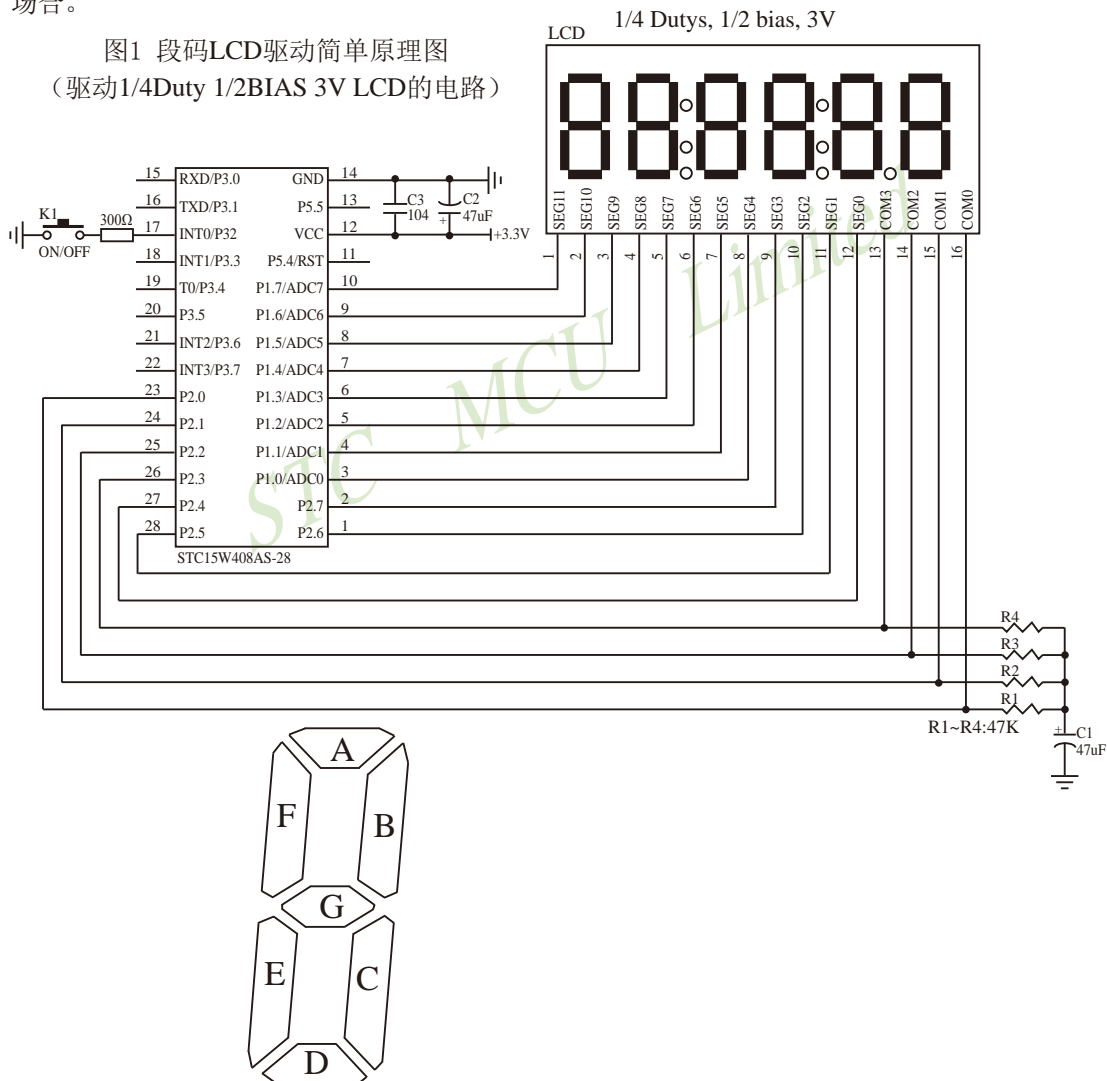 场合。
图1 段码LCD驱动简单原理图
（驱动1/4Duty 1/2BIAS 3V LCD的电路）
1/4 Dutys, 1/2 bias, 3V
LCD
SEG11
SEG10
SEG9
SEG8
SEG7
SEG6
SEG5
SEG4
SEG3
SEG2
SEG1
SEG0
COM3
COM2
COM1
COM0
1
2
3
4
5
6
7
8
9
10
11
12
13
14
15
16
K1
ON/OFF
300Ω
15 RXD/P3.0 GND 14
16 TXD/P3.1 P5.5 13
17 INT0/P32 VCC 12
18 INT1/P3.3 P5.4/RST 11
19 T0/P3.4 P1.7/ADC7 10
20 P3.5 P1.6/ADC6 9
21 INT2/P3.6 P1.5/ADC5 8
22 INT3/P3.7 P1.4/ADC4 7
23 P2.0 P1.3/ADC3 6
24 P2.1 P1.2/ADC2 5
25 P2.2 P1.1/ADC1 4
26 P2.3 P1.0/ADC0 3
27 P2.4 P2.7 2
28 P2.5 P2.6 1
STC15W408AS-28
C3
104
C2
+
47uF
+3.3V
STC MCU Limited
R4
R3
R2
R1
R1~R4:47K
+
C1
47uF
A
F
B
G
E
C
D